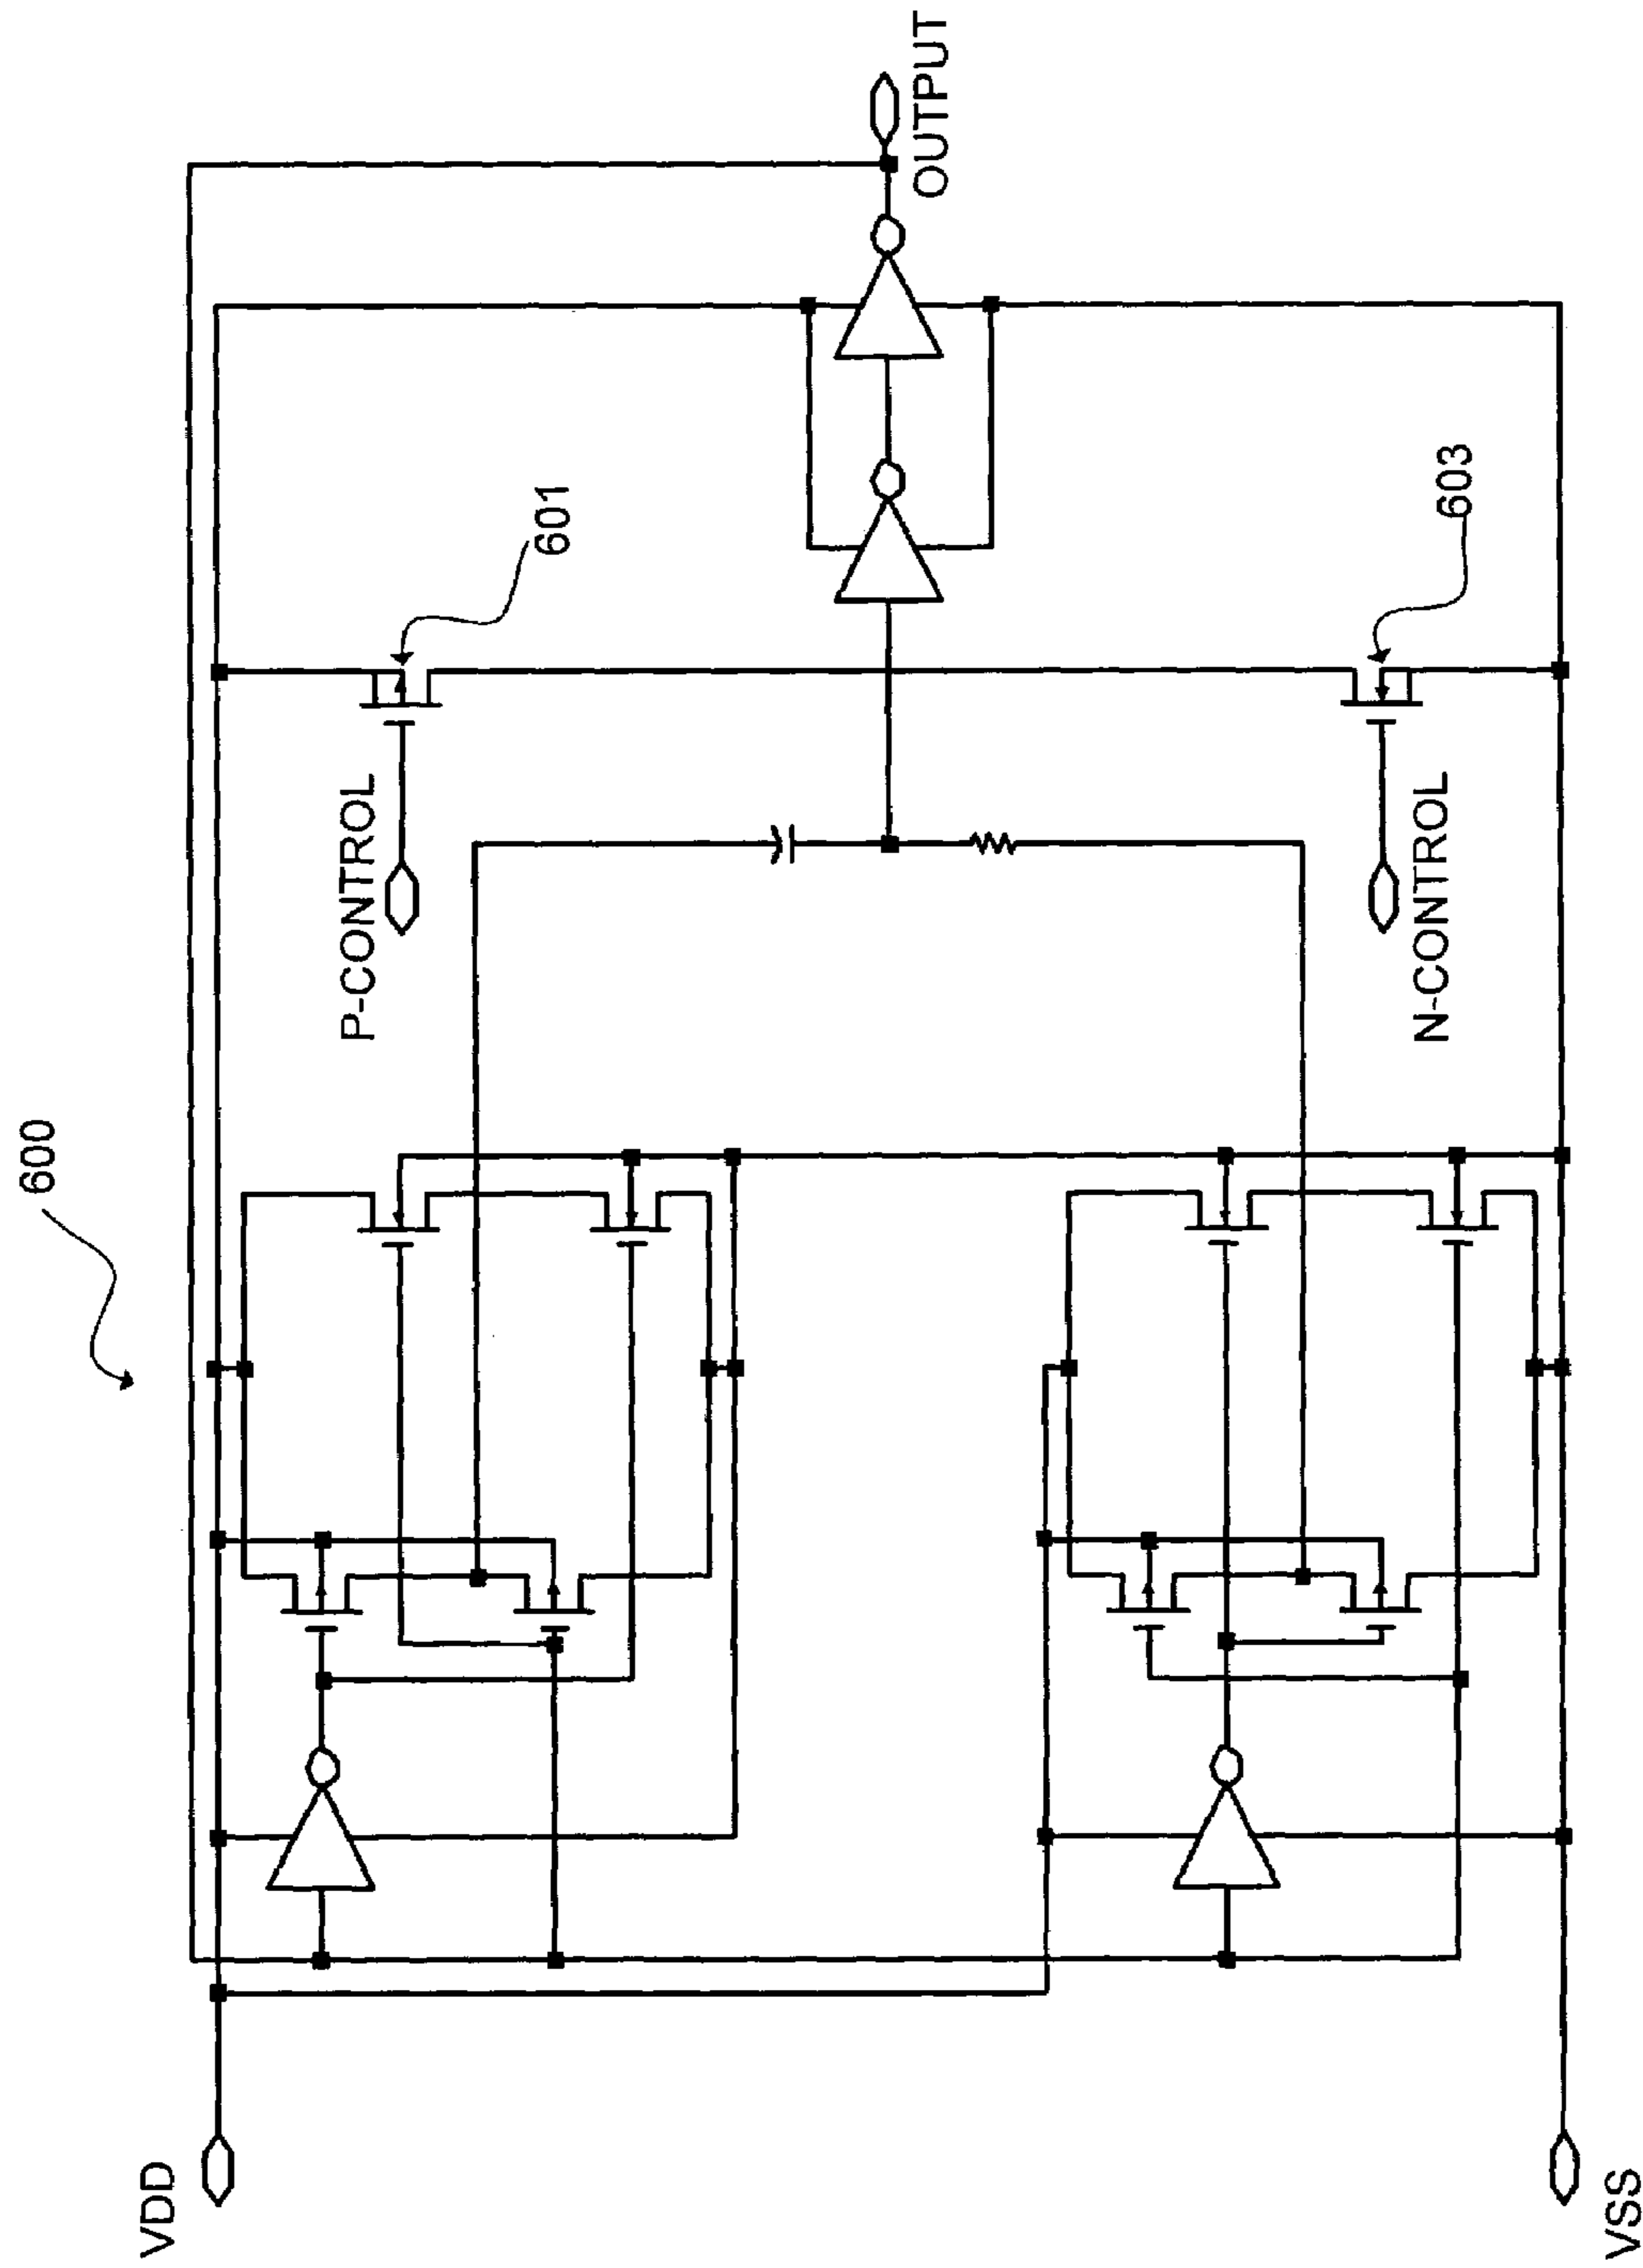 600
VDD
VSS
P-CONTROL
601
N-CONTROL
603
OUTPUT